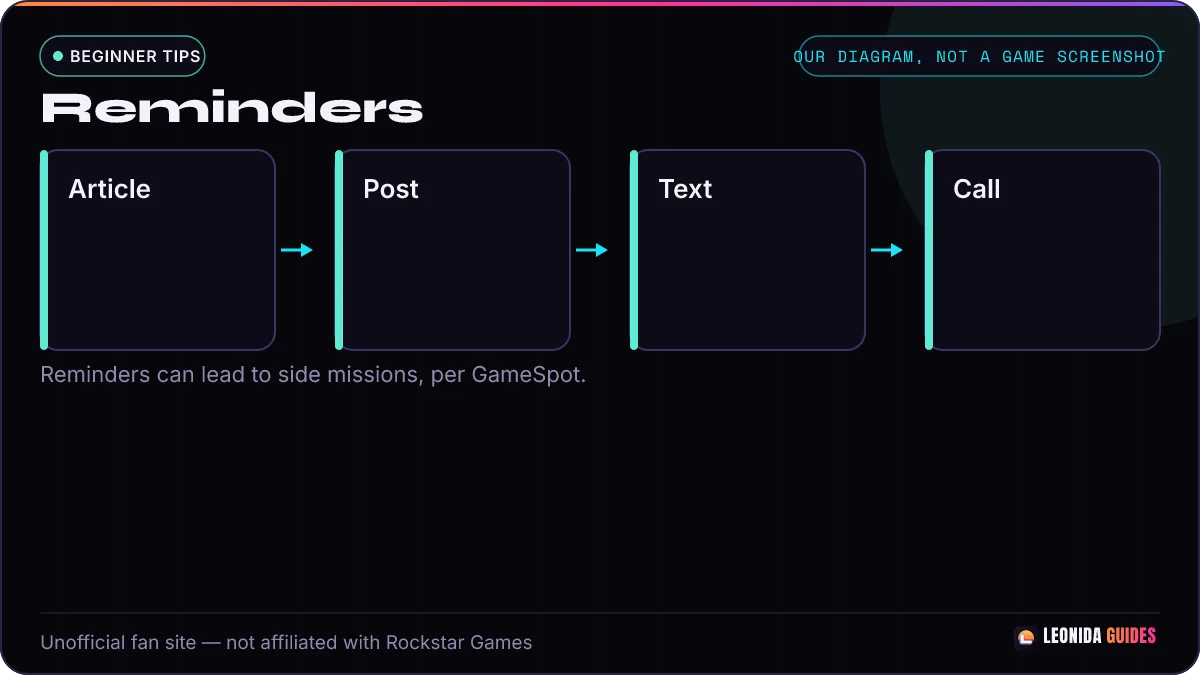 BEGINNER TIPS
OUR DIAGRAM, NOT A GAME SCREENSHOT
Reminders
Article
Post
Text
Call
Reminders can lead to side missions, per GameSpot.
Unofficial fan site — not affiliated with Rockstar Games
LEONIDA GUIDES